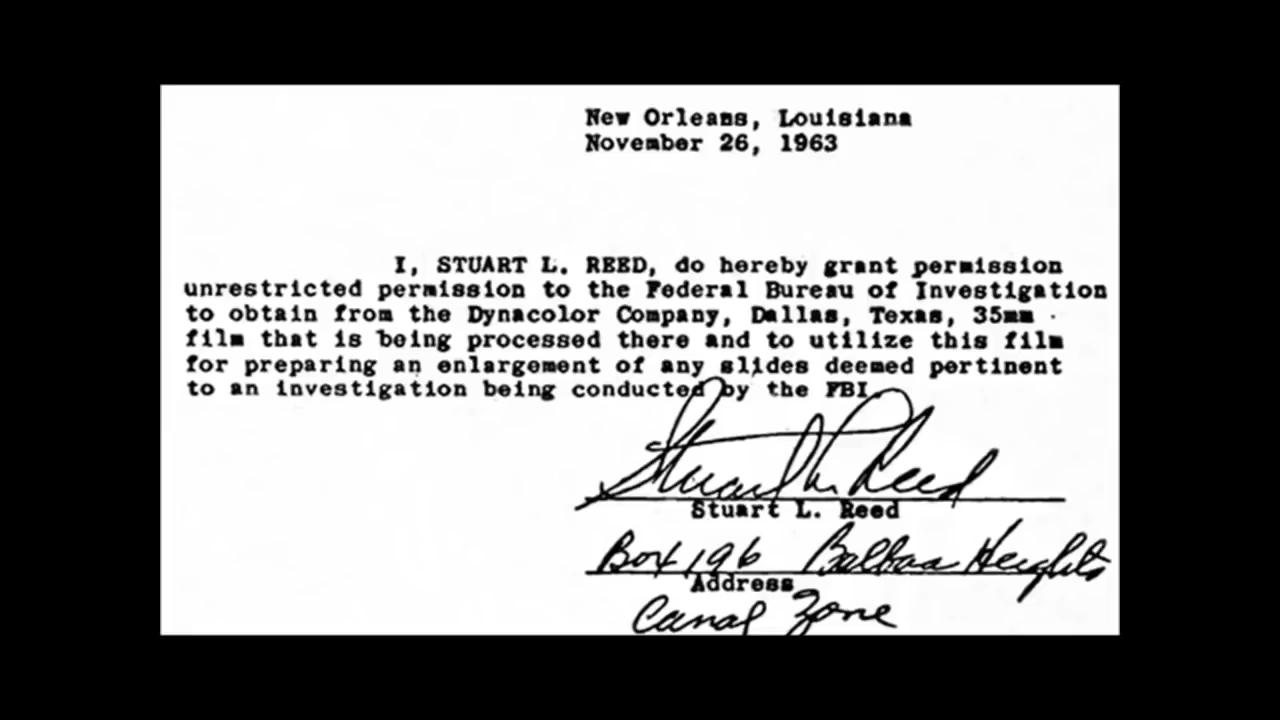 New Orleans, Louisiana
November 26, 1963
I, STUART L. REED, do hereby grant permission
unrestricted permission to the Federal Bureau of Investigation
to obtain from the Dynacolor Company, Dallas, Texas, 35mm
film that is being processed there and to utilize this film
for preparing an enlargement of any slides deemed pertinent
to an investigation being conducted by the FBI.
Stuart L. Reed
Stuart L. Reed
Box 196 Balboa Heights
Address
Canal Zone